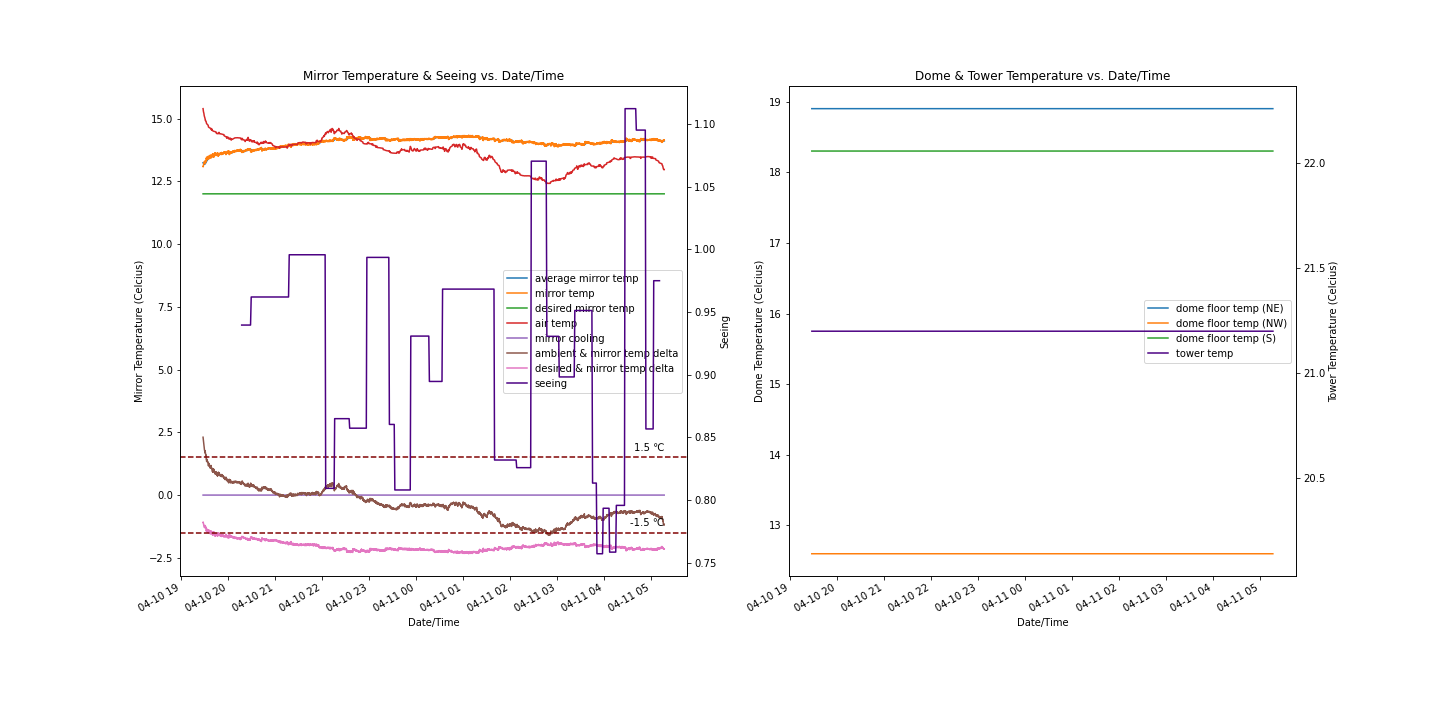 Mirror Temperature & Seeing vs. Date/Time
Mirror Temperature (Celcius)
15.0
12.5
10.0
7.5
5.0
2.5
0.0
−2.5
1.10
1.05
1.00
0.95
0.90
0.85
0.80
0.75
Seeing
average mirror temp
mirror temp
desired mirror temp
air temp
mirror cooling
ambient & mirror temp delta
desired & mirror temp delta
seeing
1.5 °C
-1.5 °C
04-10 19
04-10 20
04-10 21
04-10 22
04-10 23
04-11 00
04-11 01
04-11 02
04-11 03
04-11 04
04-11 05
Date/Time
Dome & Tower Temperature vs. Date/Time
Dome Temperature (Celcius)
19
18
17
16
15
14
13
22.0
21.5
21.0
20.5
Tower Temperature (Celcius)
dome floor temp (NE)
dome floor temp (NW)
dome floor temp (S)
tower temp
04-10 19
04-10 20
04-10 21
04-10 22
04-10 23
04-11 00
04-11 01
04-11 02
04-11 03
04-11 04
04-11 05
Date/Time